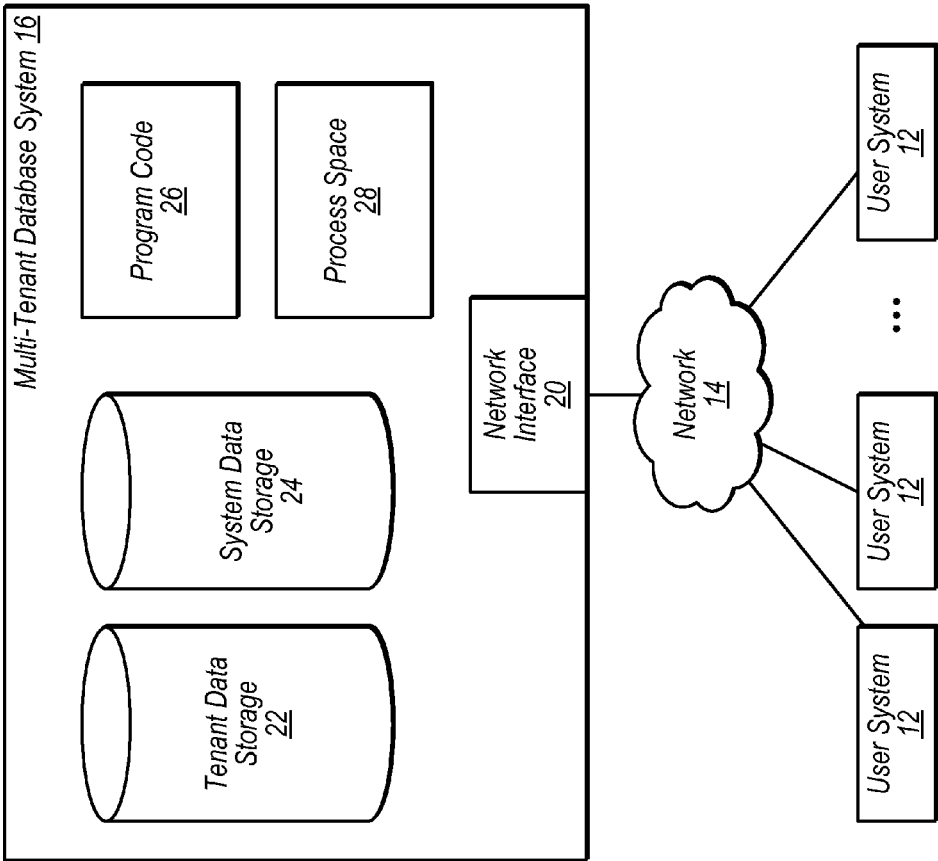 Multi-Tenant Database System 16
Tenant Data
Storage
22
System Data
Storage
24
Program Code
26
Process Space
28
Network
Interface
20
Network
14
User System
12
User System
12
...
User System
12